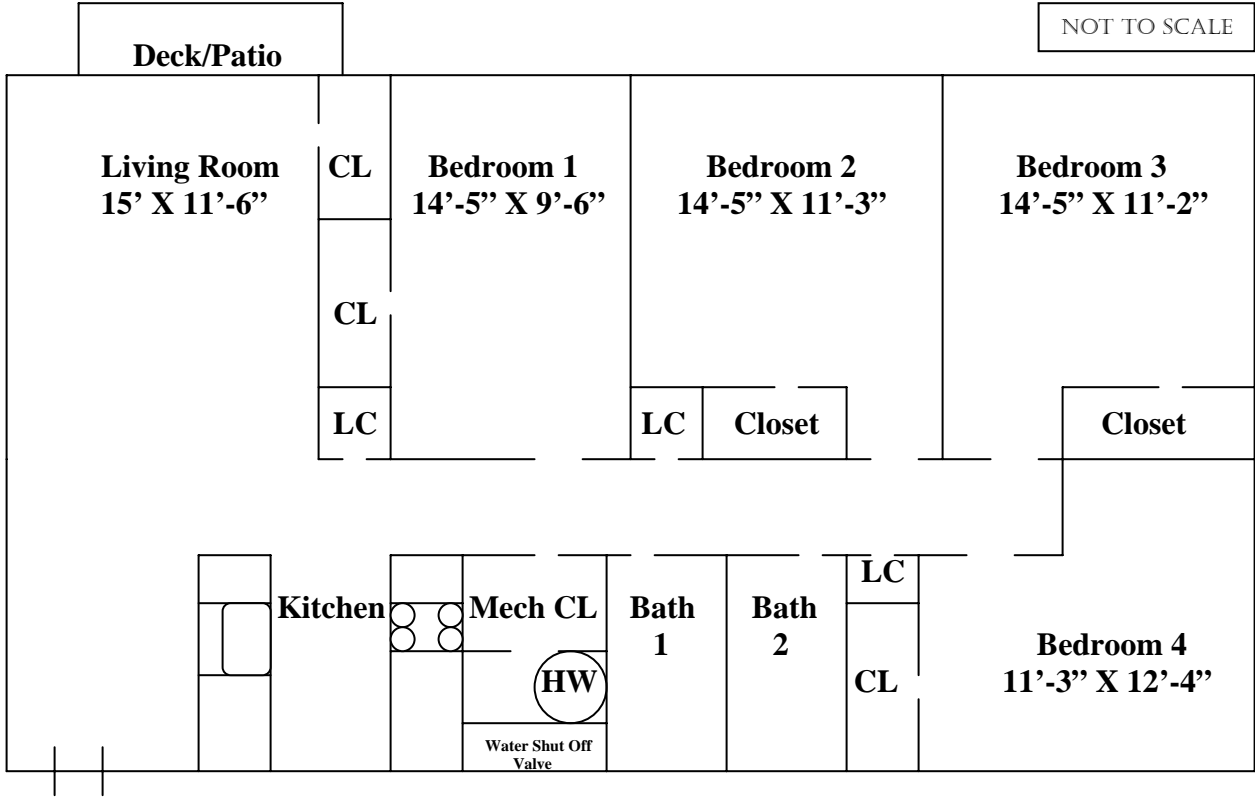 NOT TO SCALE
Deck/Patio
Living Room
15’ X 11’-6”
CL
Bedroom 1
14’-5” X 9’-6”
Bedroom 2
14’-5” X 11’-3”
Bedroom 3
14’-5” X 11’-2”
CL
LC
LC
Closet
Closet
Kitchen
Mech CL
HW
Water Shut Off
Valve
Bath
1
Bath
2
LC
CL
Bedroom 4
11’-3” X 12’-4”